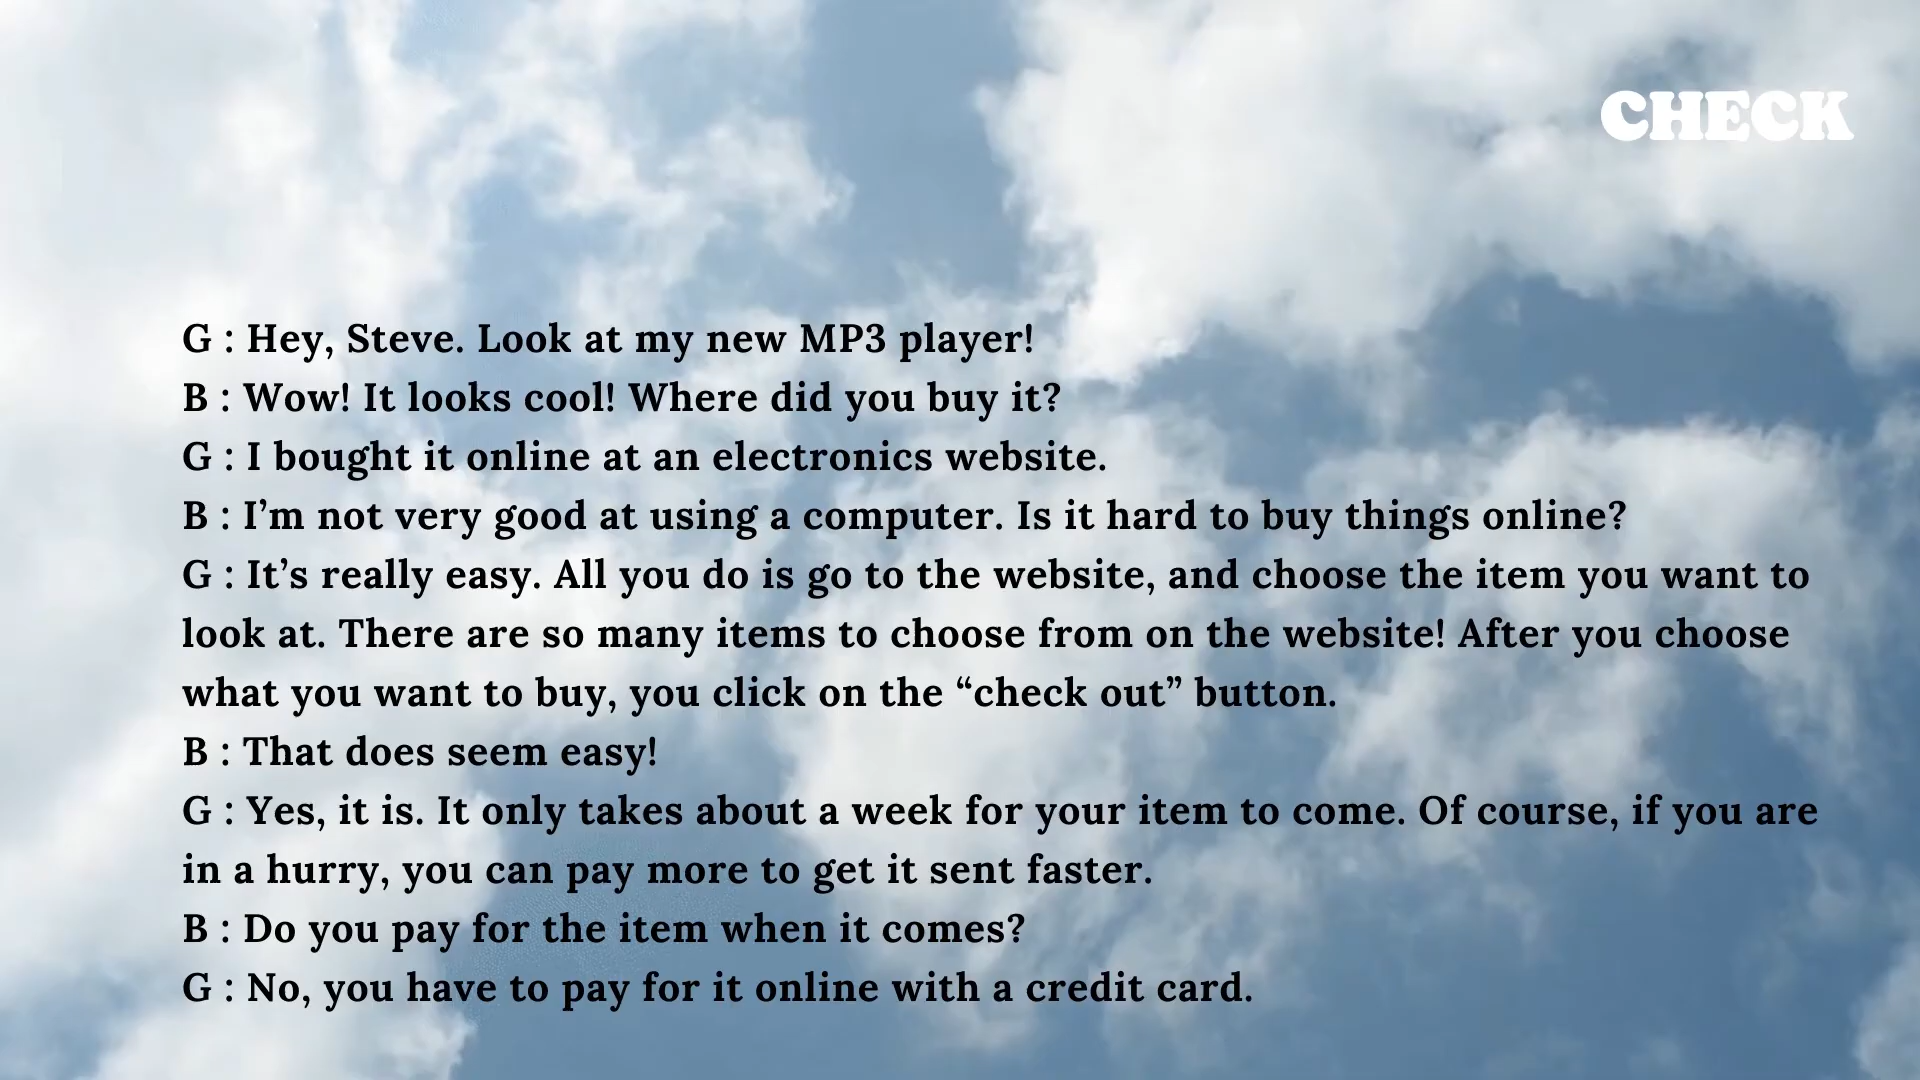 CHECK
G : Hey, Steve. Look at my new MP3 player!
B : Wow! It looks cool! Where did you buy it?
G : I bought it online at an electronics website.
B : I’m not very good at using a computer. Is it hard to buy things online?
G : It’s really easy. All you do is go to the website, and choose the item you want to
look at. There are so many items to choose from on the website! After you choose
what you want to buy, you click on the “check out” button.
B : That does seem easy!
G : Yes, it is. It only takes about a week for your item to come. Of course, if you are
in a hurry, you can pay more to get it sent faster.
B : Do you pay for the item when it comes?
G : No, you have to pay for it online with a credit card.